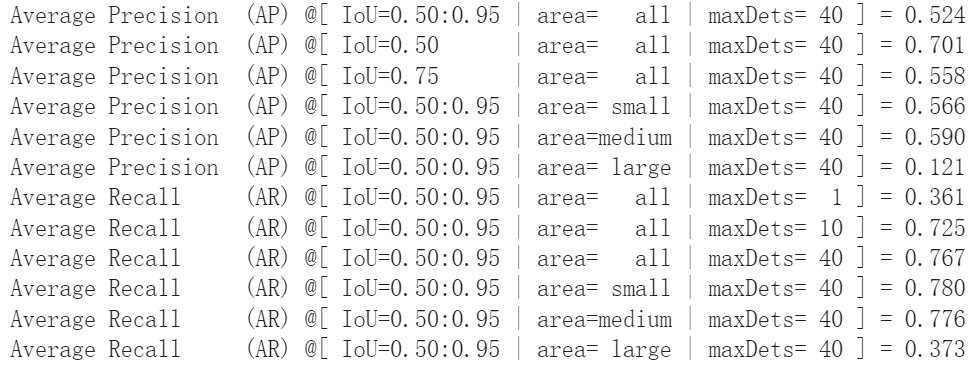 Average Precision  (AP) @[ IoU=0.50:0.95 | area=   all | maxDets= 40 ] = 0.524
Average Precision  (AP) @[ IoU=0.50      | area=   all | maxDets= 40 ] = 0.701
Average Precision  (AP) @[ IoU=0.75      | area=   all | maxDets= 40 ] = 0.558
Average Precision  (AP) @[ IoU=0.50:0.95 | area= small | maxDets= 40 ] = 0.566
Average Precision  (AP) @[ IoU=0.50:0.95 | area=medium | maxDets= 40 ] = 0.590
Average Precision  (AP) @[ IoU=0.50:0.95 | area= large | maxDets= 40 ] = 0.121
Average Recall     (AR) @[ IoU=0.50:0.95 | area=   all | maxDets=  1 ] = 0.361
Average Recall     (AR) @[ IoU=0.50:0.95 | area=   all | maxDets= 10 ] = 0.725
Average Recall     (AR) @[ IoU=0.50:0.95 | area=   all | maxDets= 40 ] = 0.767
Average Recall     (AR) @[ IoU=0.50:0.95 | area= small | maxDets= 40 ] = 0.780
Average Recall     (AR) @[ IoU=0.50:0.95 | area=medium | maxDets= 40 ] = 0.776
Average Recall     (AR) @[ IoU=0.50:0.95 | area= large | maxDets= 40 ] = 0.373